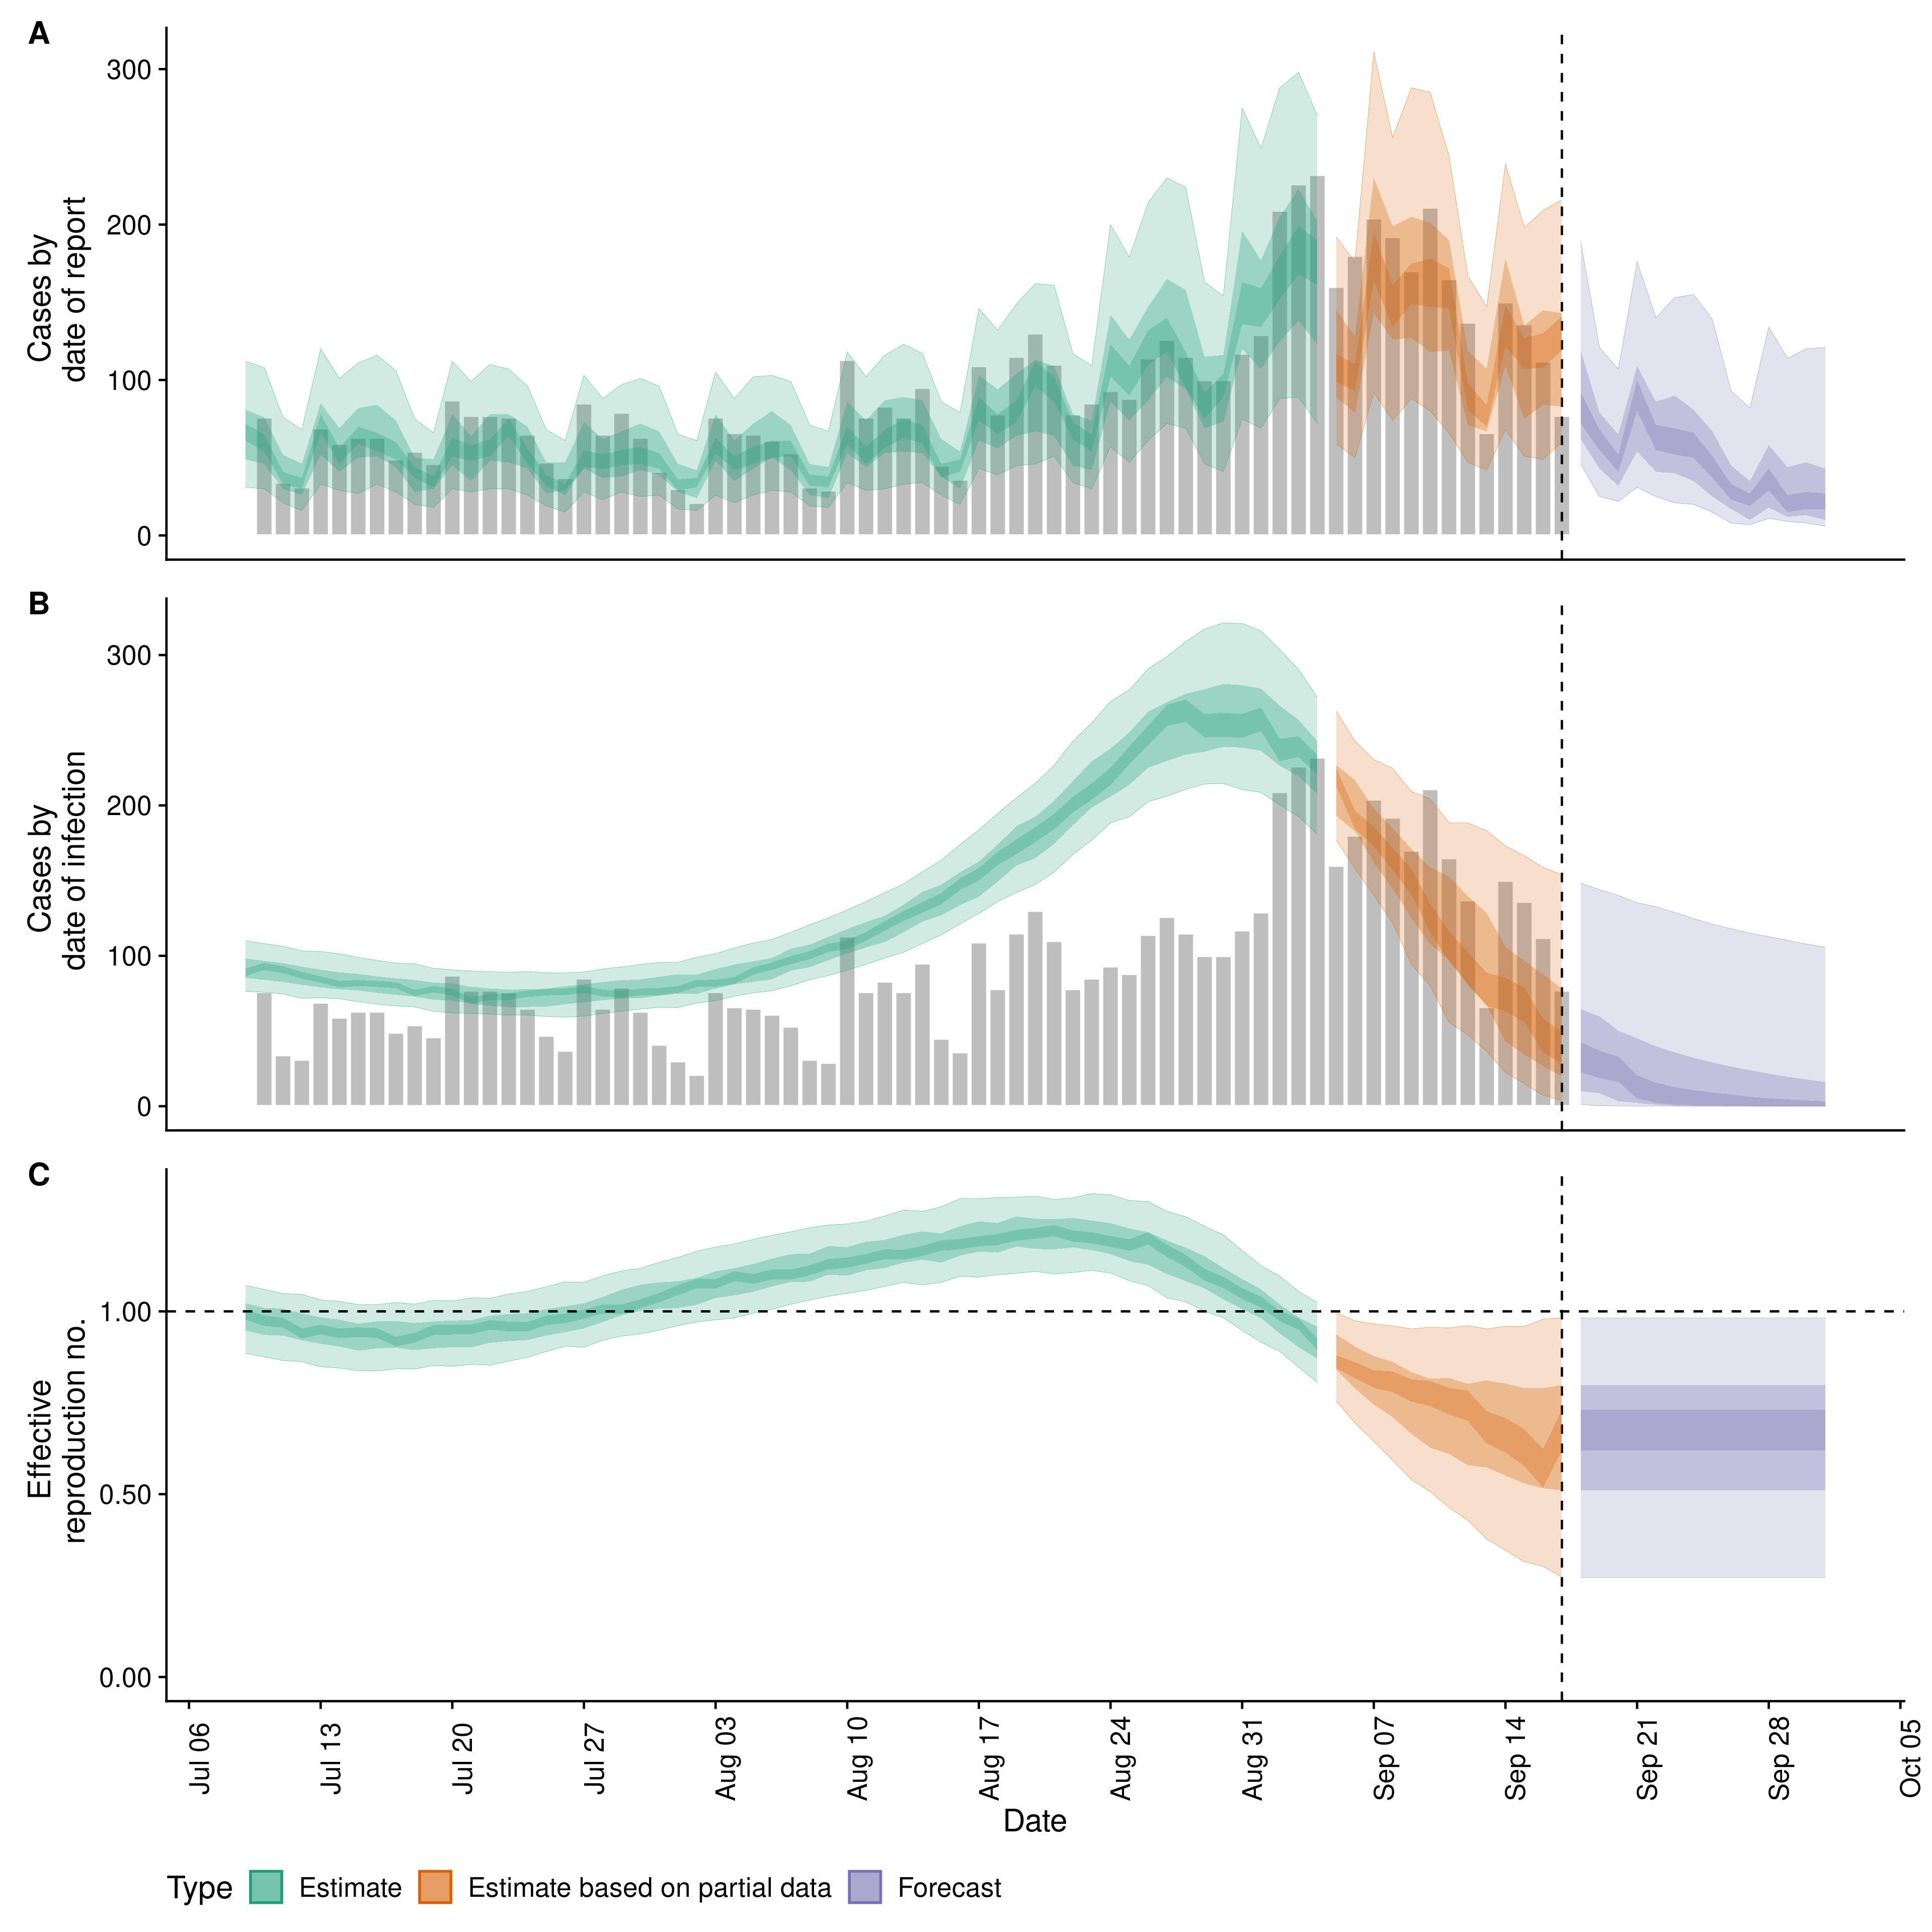 A
300
200
100
0
Cases by
date of report
B
300
200
100
0
Cases by
date of infection
C
1.00
0.50
0.00
Effective
reproduction no.
Jul 06
Jul 13
Jul 20
Jul 27
Aug 03
Aug 10
Aug 17
Aug 24
Aug 31
Sep 07
Sep 14
Sep 21
Sep 28
Oct 05
Date
Type Estimate Estimate based on partial data Forecast